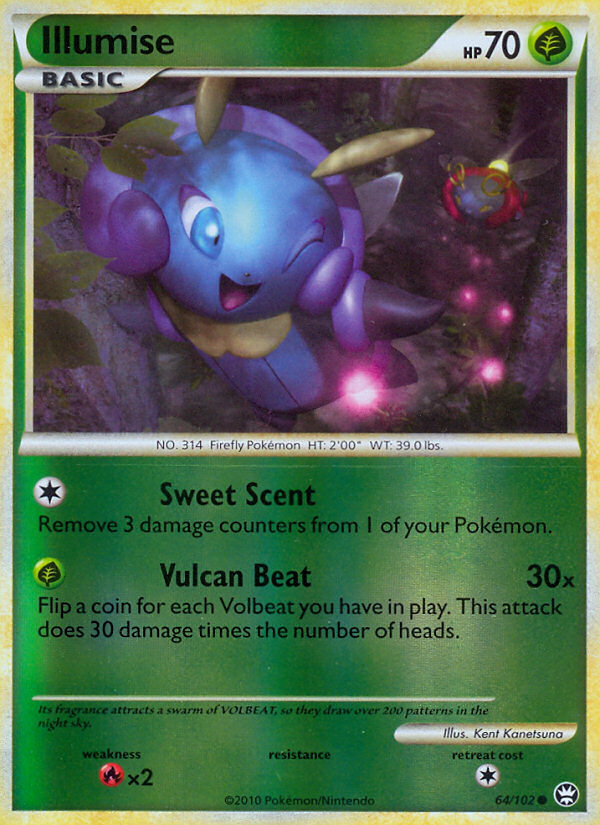 Illumise
HP 70
BASIC
NO. 314 Firefly Pokémon HT: 2'00" WT: 39.0 lbs.
Sweet Scent
Remove 3 damage counters from 1 of your Pokémon.
Vulcan Beat 30x
Flip a coin for each Volbeat you have in play. This attack
does 30 damage times the number of heads.
Its fragrance attracts a swarm of VOLBEAT, so they draw over 200 patterns in the
night sky.
Illus. Kent Kanetsuna
weakness resistance retreat cost
x2
©2010 Pokémon/Nintendo
64/102